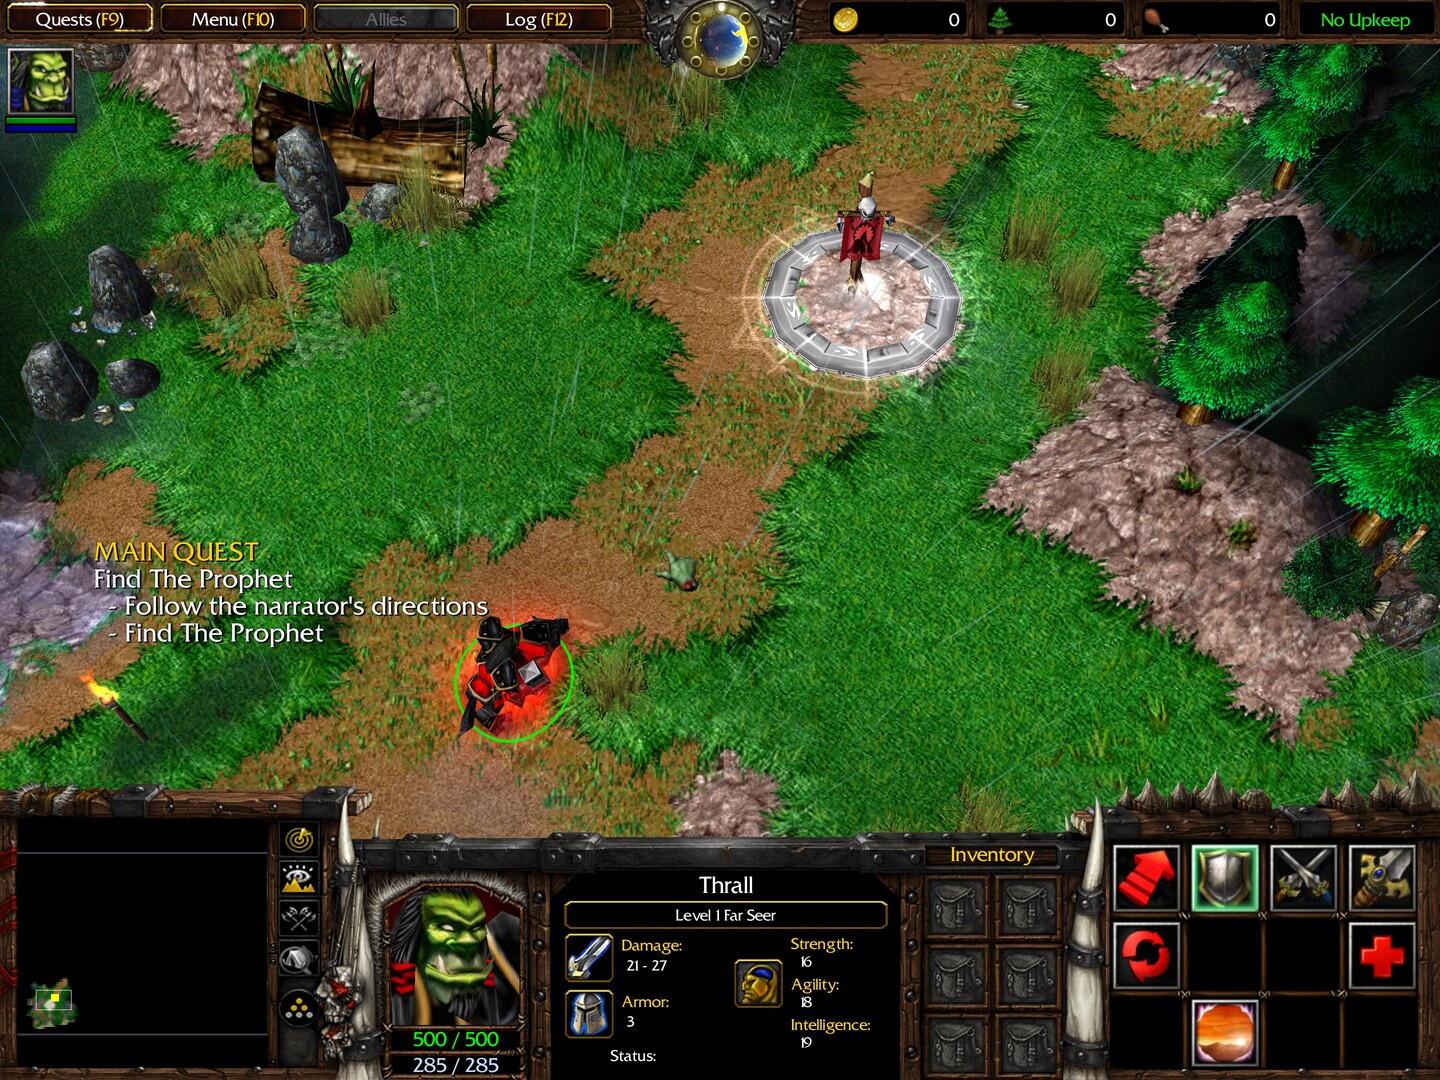 Quests (F9)
Menu (F10)
Allies
Log (F12)
0
0
0
No Upkeep
MAIN QUEST
Find The Prophet
- Follow the narrator's directions
- Find The Prophet
Inventory
Thrall
Level 1 Far Seer
Damage:
21 - 27
Armor:
3
Strength:
16
Agility:
18
Intelligence:
19
Status:
500 / 500
285 / 285